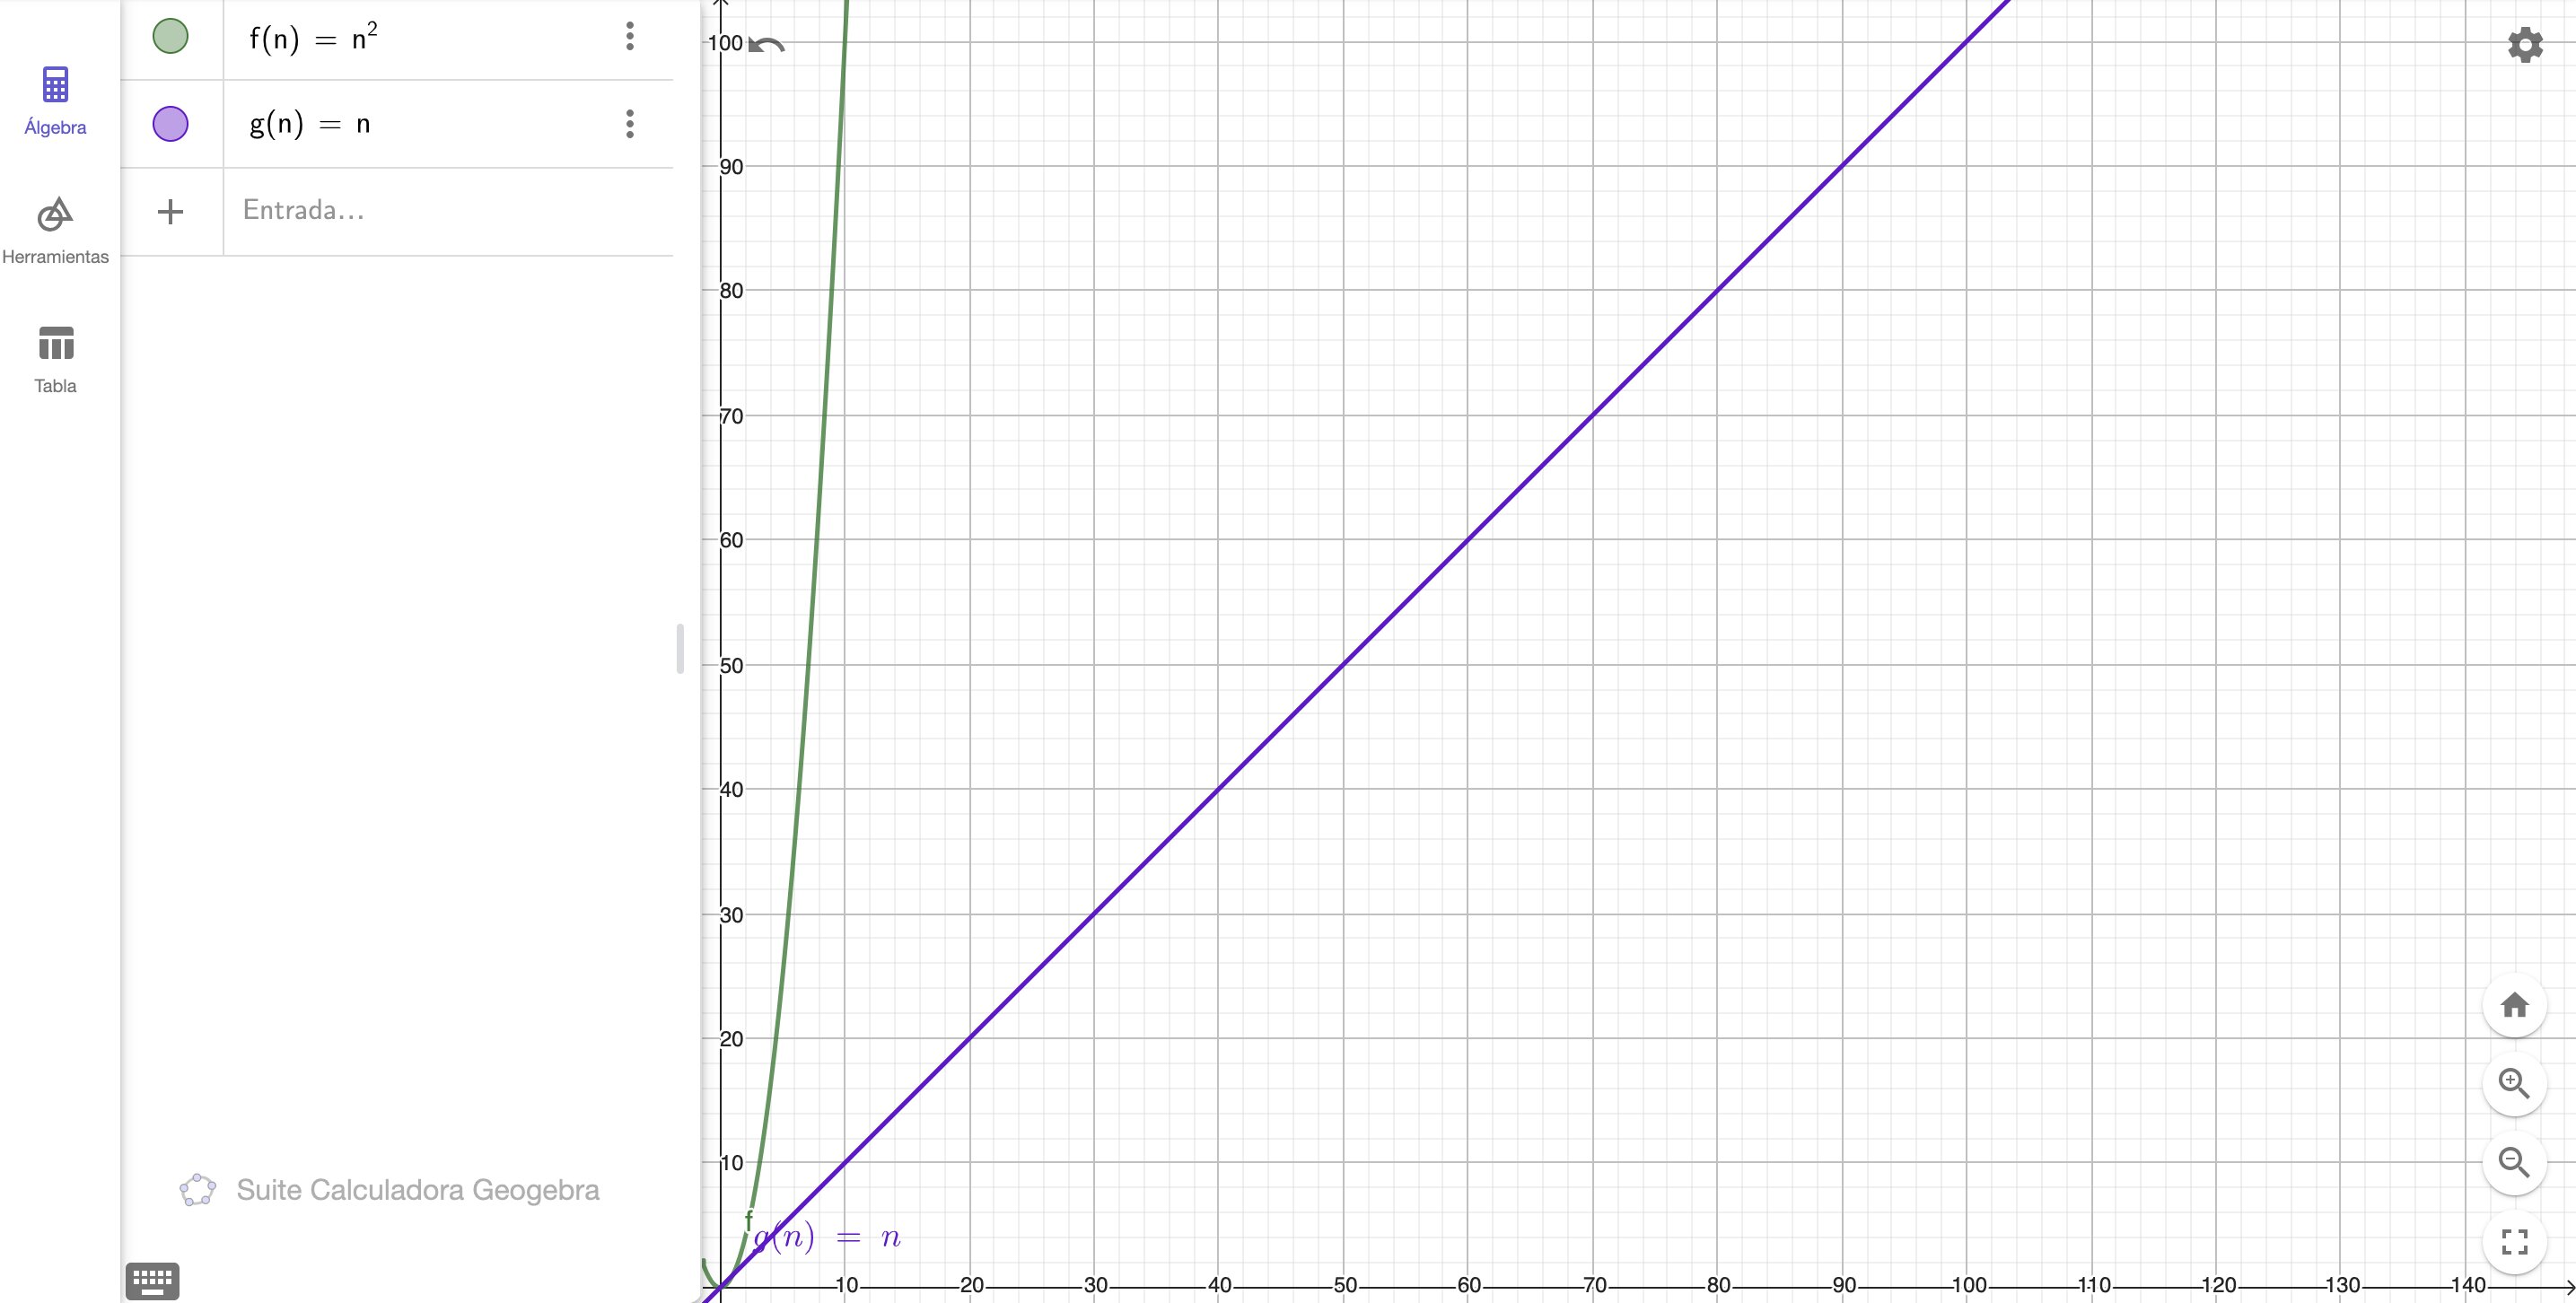 Álgebra
Herramientas
Tabla
f(n) = n²
g(n) = n
Entrada...
Suite Calculadora Geogebra
100
90
80
70
60
50
40
30
20
10
f
g(n) = n
10 20 30 40 50 60 70 80 90 100 110 120 130 140